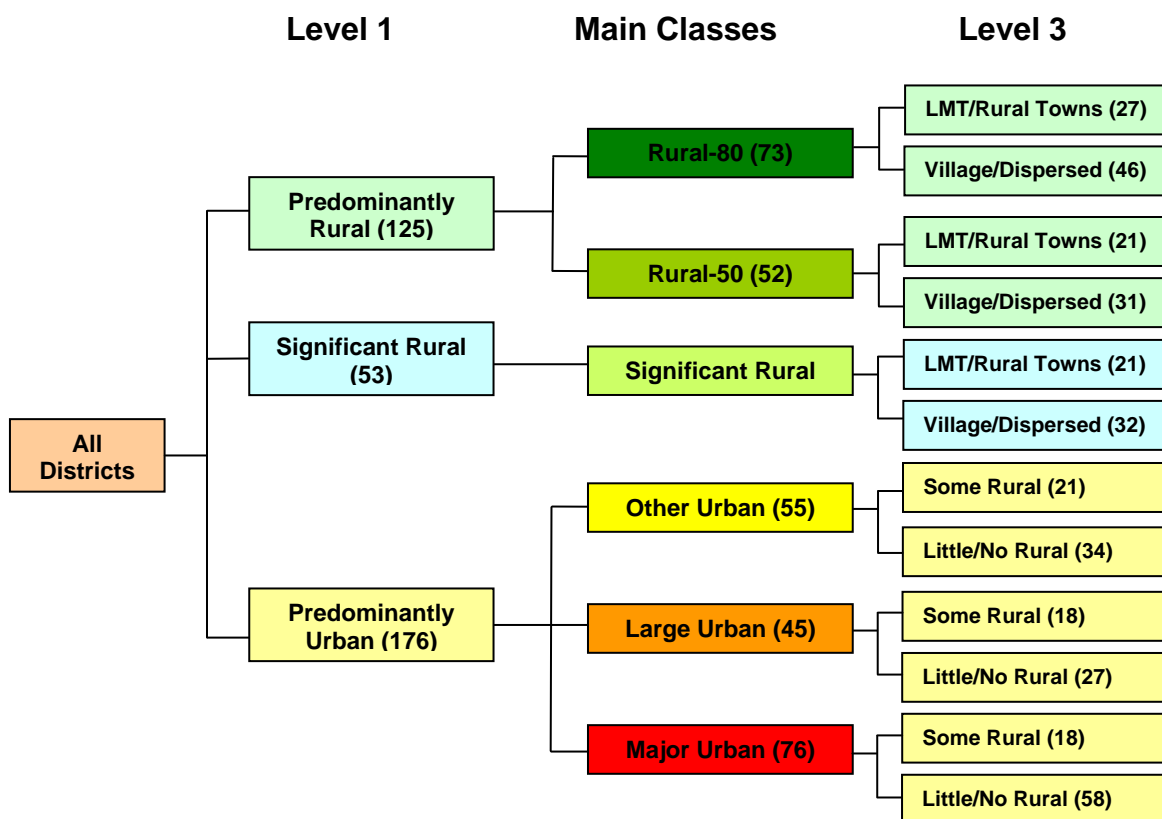 Level 1
Main Classes
Level 3
All
Districts
Predominantly
Rural (125)
Significant Rural
(53)
Predominantly
Urban (176)
Rural-80 (73)
Rural-50 (52)
Significant Rural
Other Urban (55)
Large Urban (45)
Major Urban (76)
LMT/Rural Towns (27)
Village/Dispersed (46)
LMT/Rural Towns (21)
Village/Dispersed (31)
LMT/Rural Towns (21)
Village/Dispersed (32)
Some Rural (21)
Little/No Rural (34)
Some Rural (18)
Little/No Rural (27)
Some Rural (18)
Little/No Rural (58)